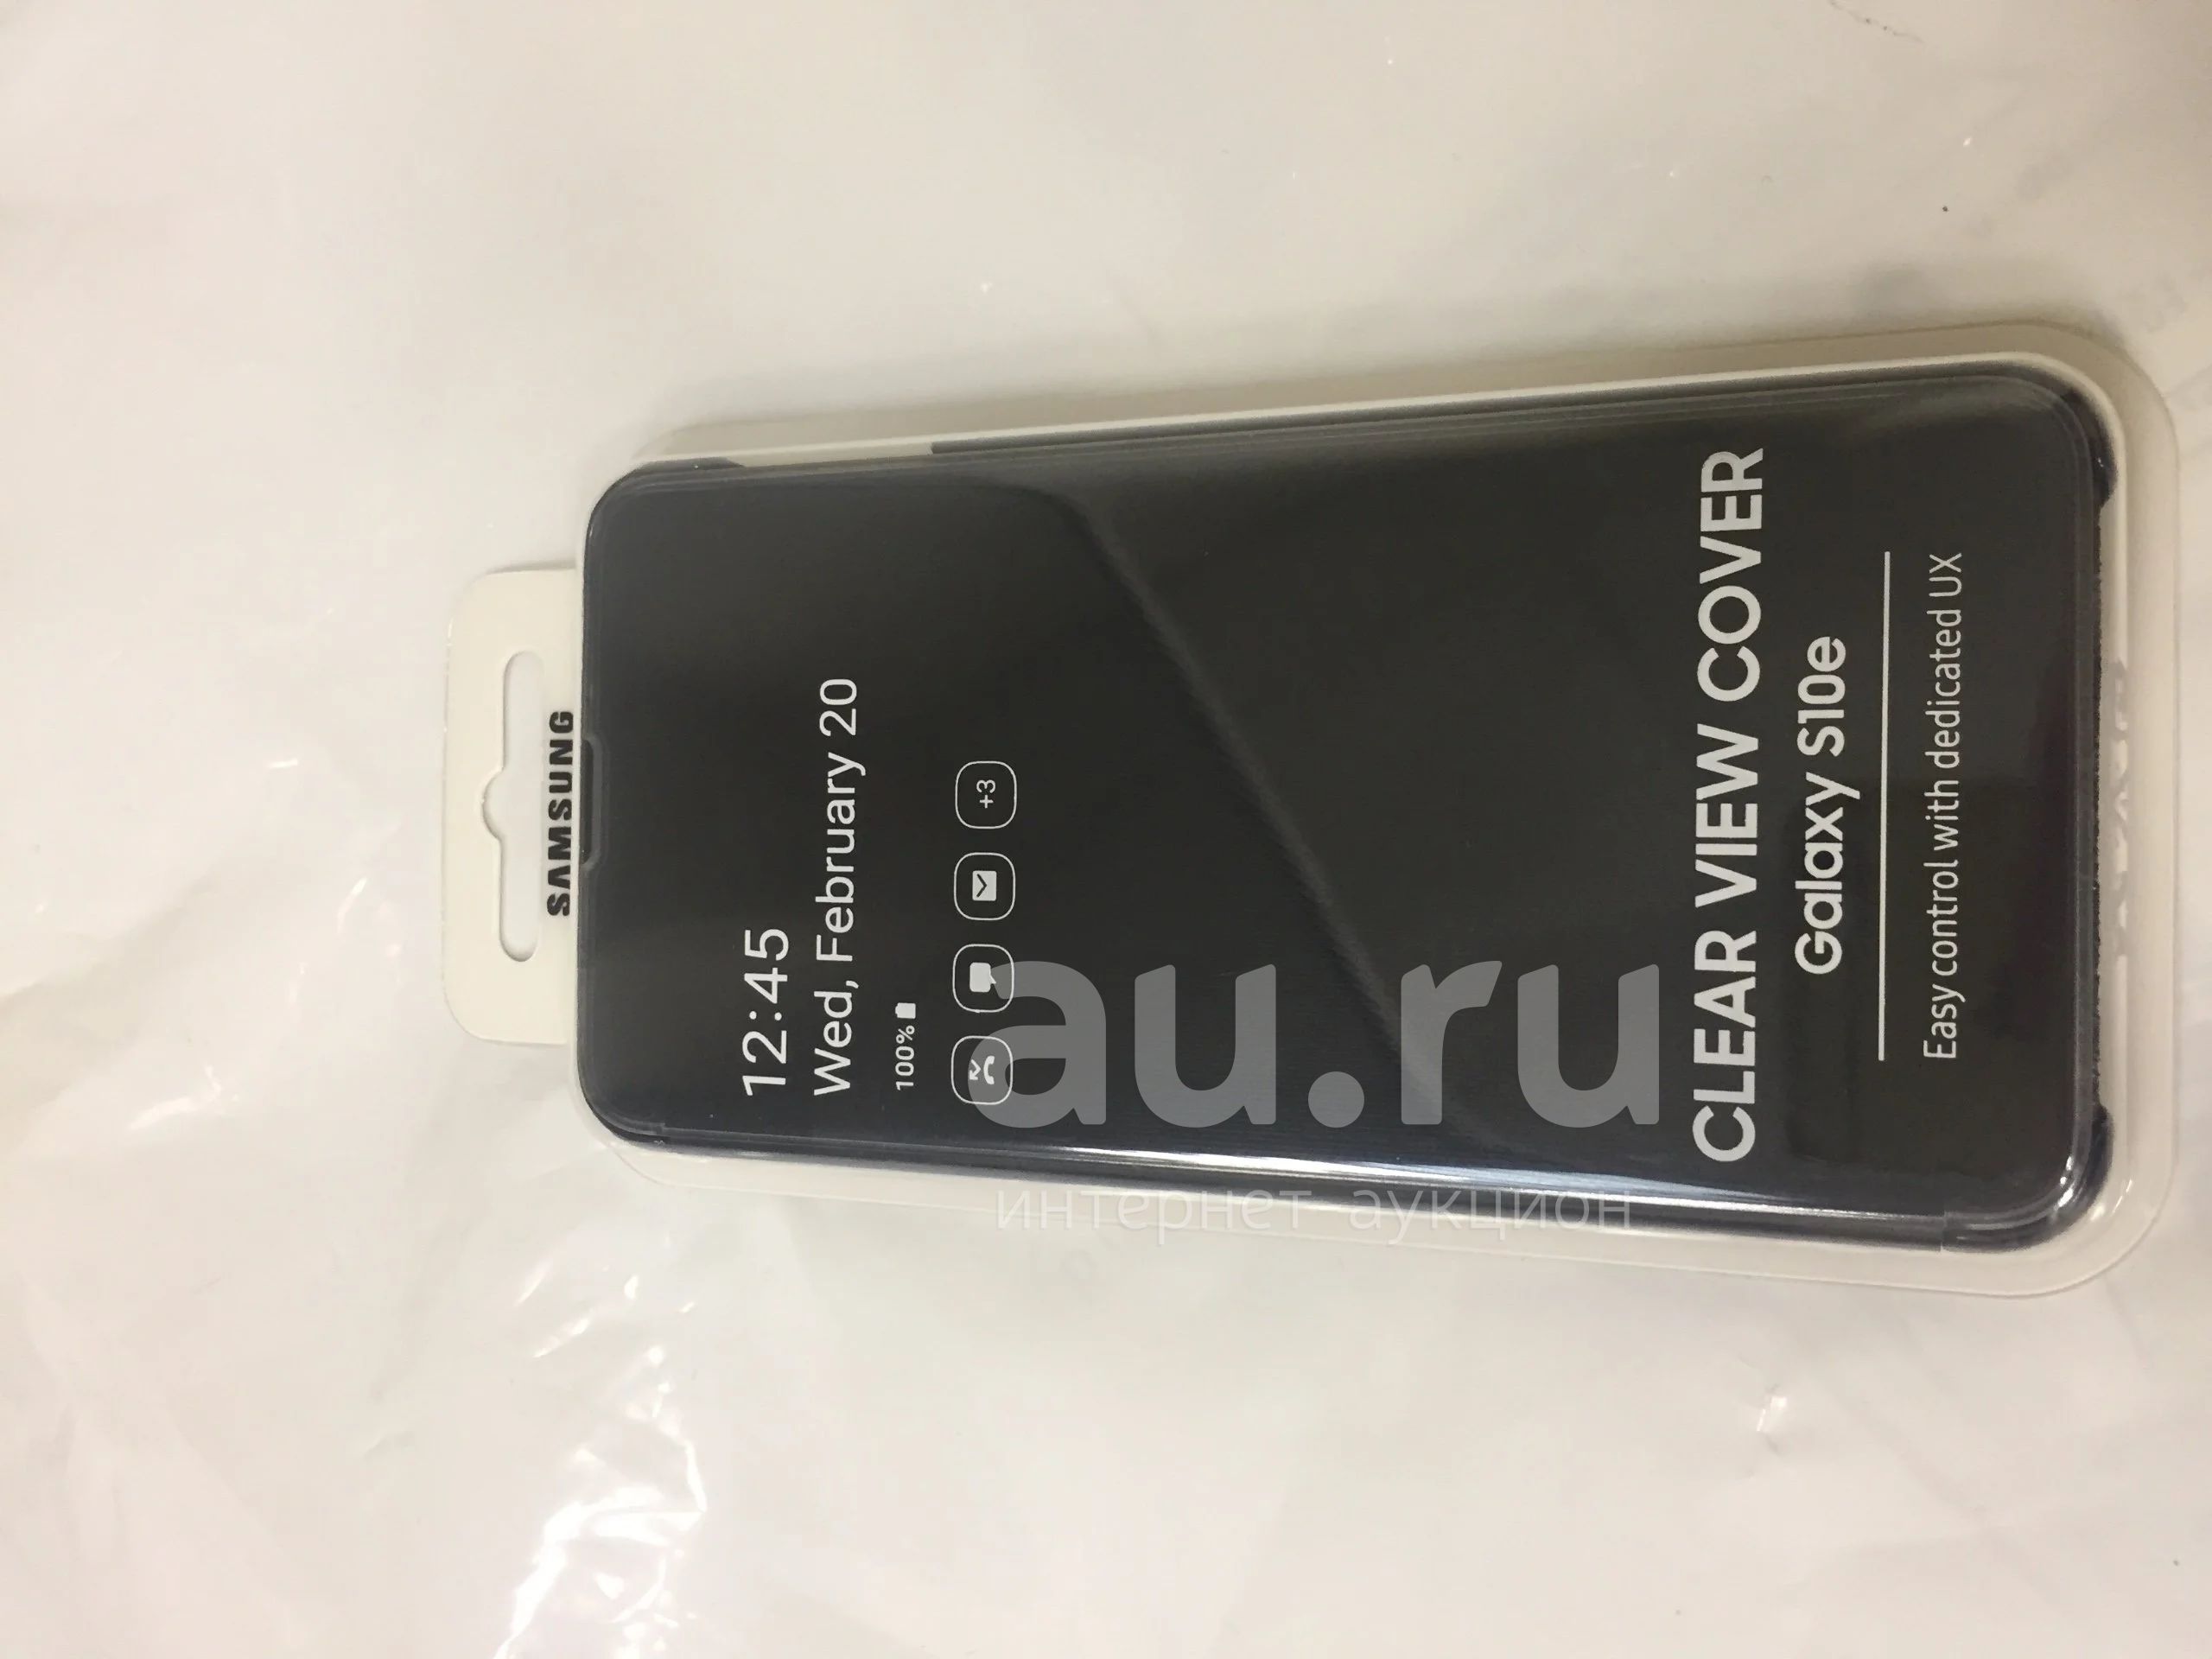 SAMSUNG
12:45
Wed, February 20
100%
+3
CLEAR VIEW COVER
Galaxy S10e
Easy control with dedicated UX
au.ru
интернет аукцион